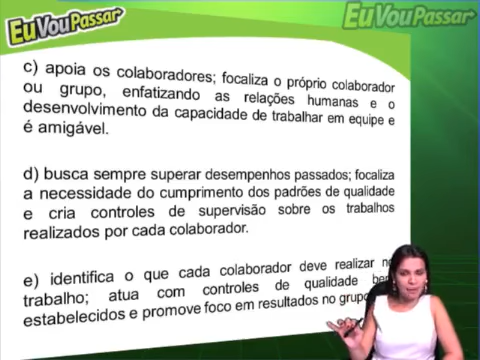 EuVouPassar
EuVouPassar
c) apoia os colaboradores; focaliza o próprio colaborador
ou grupo, enfatizando as relações humanas e o
desenvolvimento da capacidade de trabalhar em equipe e
é amigável.
d) busca sempre superar desempenhos passados; focaliza
a necessidade do cumprimento dos padrões de qualidade
e cria controles de supervisão sobre os trabalhos
realizados por cada colaborador.
e) identifica o que cada colaborador deve realizar no
trabalho; atua com controles de qualidade bem
estabelecidos e promove foco em resultados no grupo